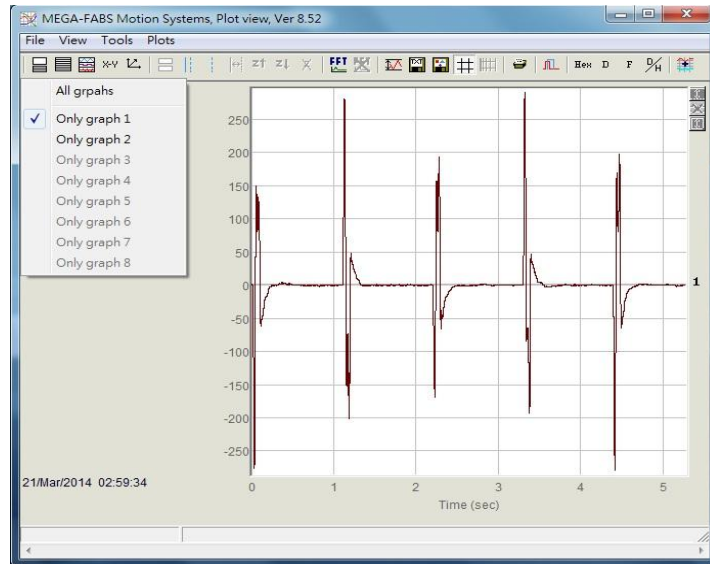 MEGA-FABS Motion Systems, Plot view, Ver 8.52
File View Tools Plots
X-Y FFT Hex D F D/H
All grpahs
Only graph 1
Only graph 2
Only graph 3
Only graph 4
Only graph 5
Only graph 6
Only graph 7
Only graph 8
250
200
150
100
50
0
-50
-100
-150
-200
-250
1
0 1 2 3 4 5
Time (sec)
21/Mar/2014 02:59:34